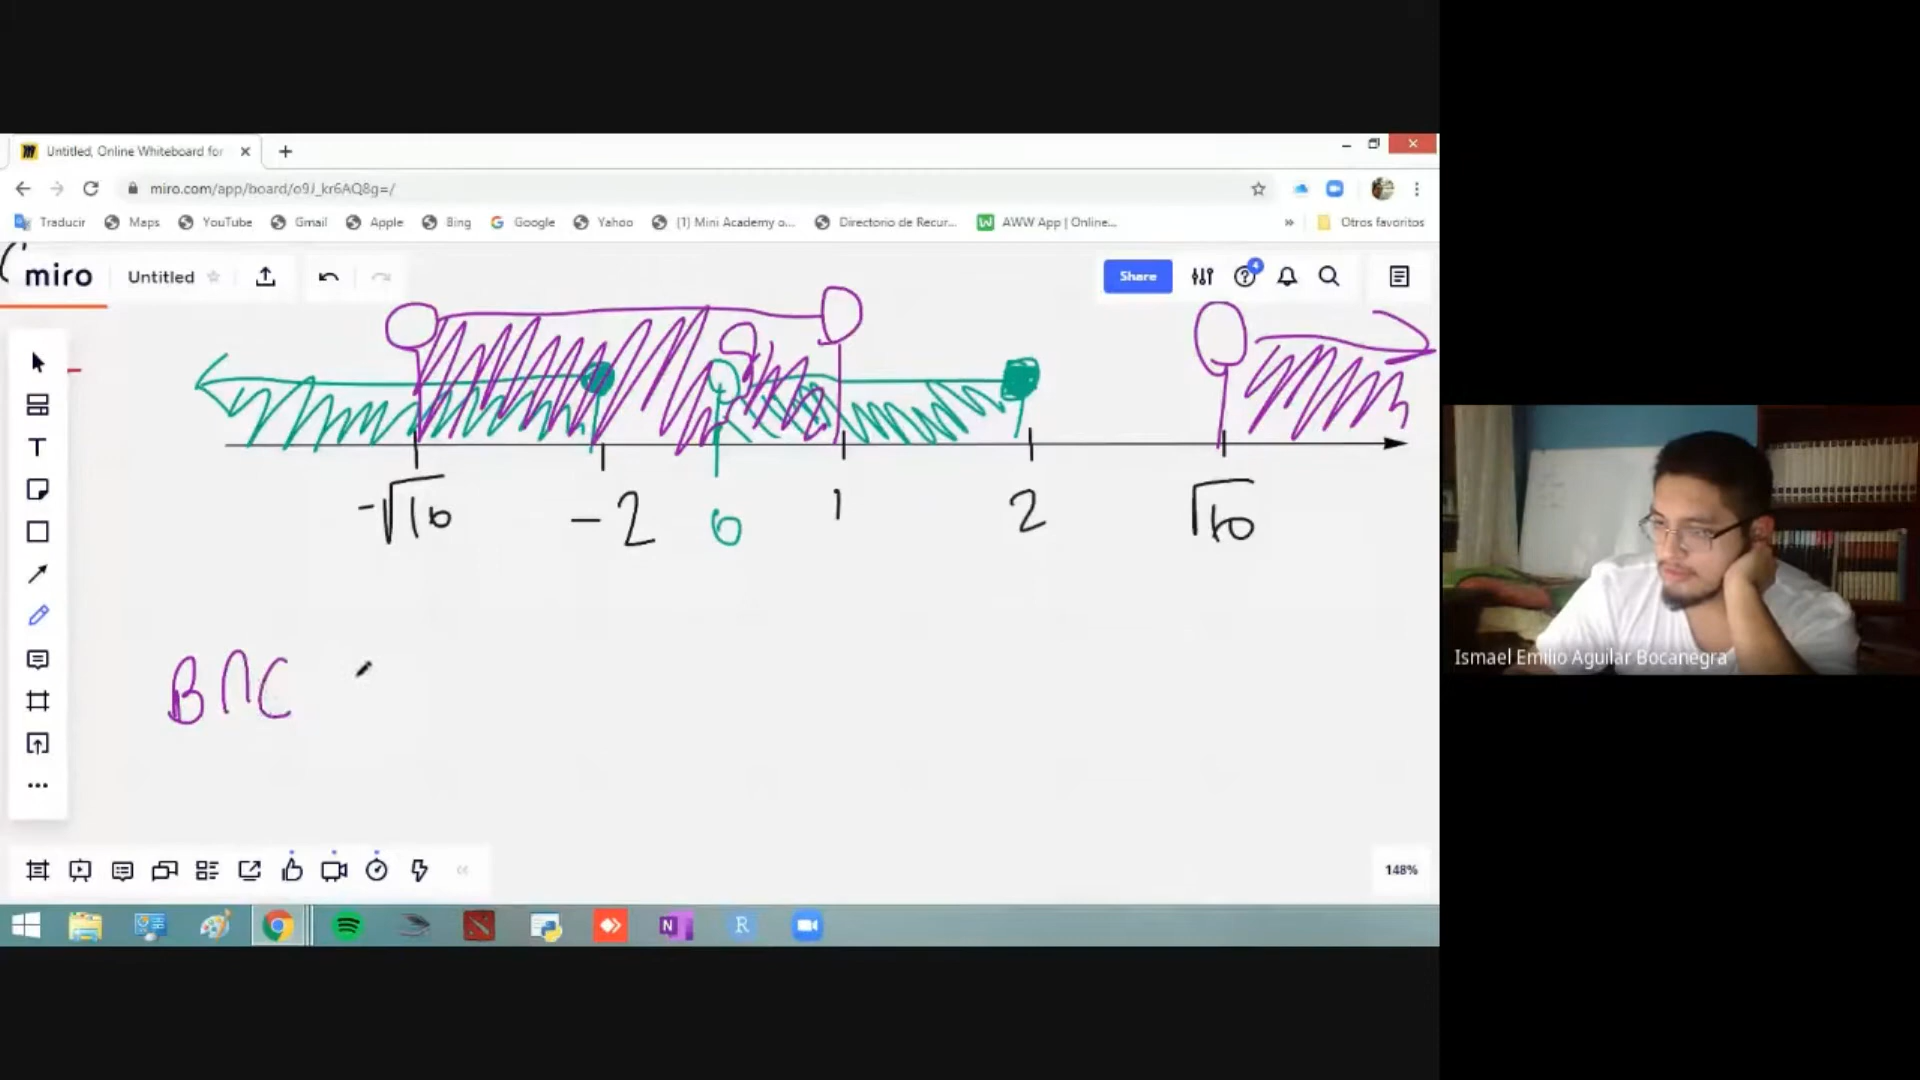 Untitled, Online Whiteboard for
miro.com/app/board/o9J_kr6AQ8g=/
Traducir Maps YouTube Gmail Apple Bing Google Yahoo (1) Mini Academy o... Directorio de Recur... AWW App | Online... » Otros favoritos
miro Untitled Share 4
-√10 -2 0 1 2 √10
B∩C
Ismael Emilio Aguilar Bocanegra
148%